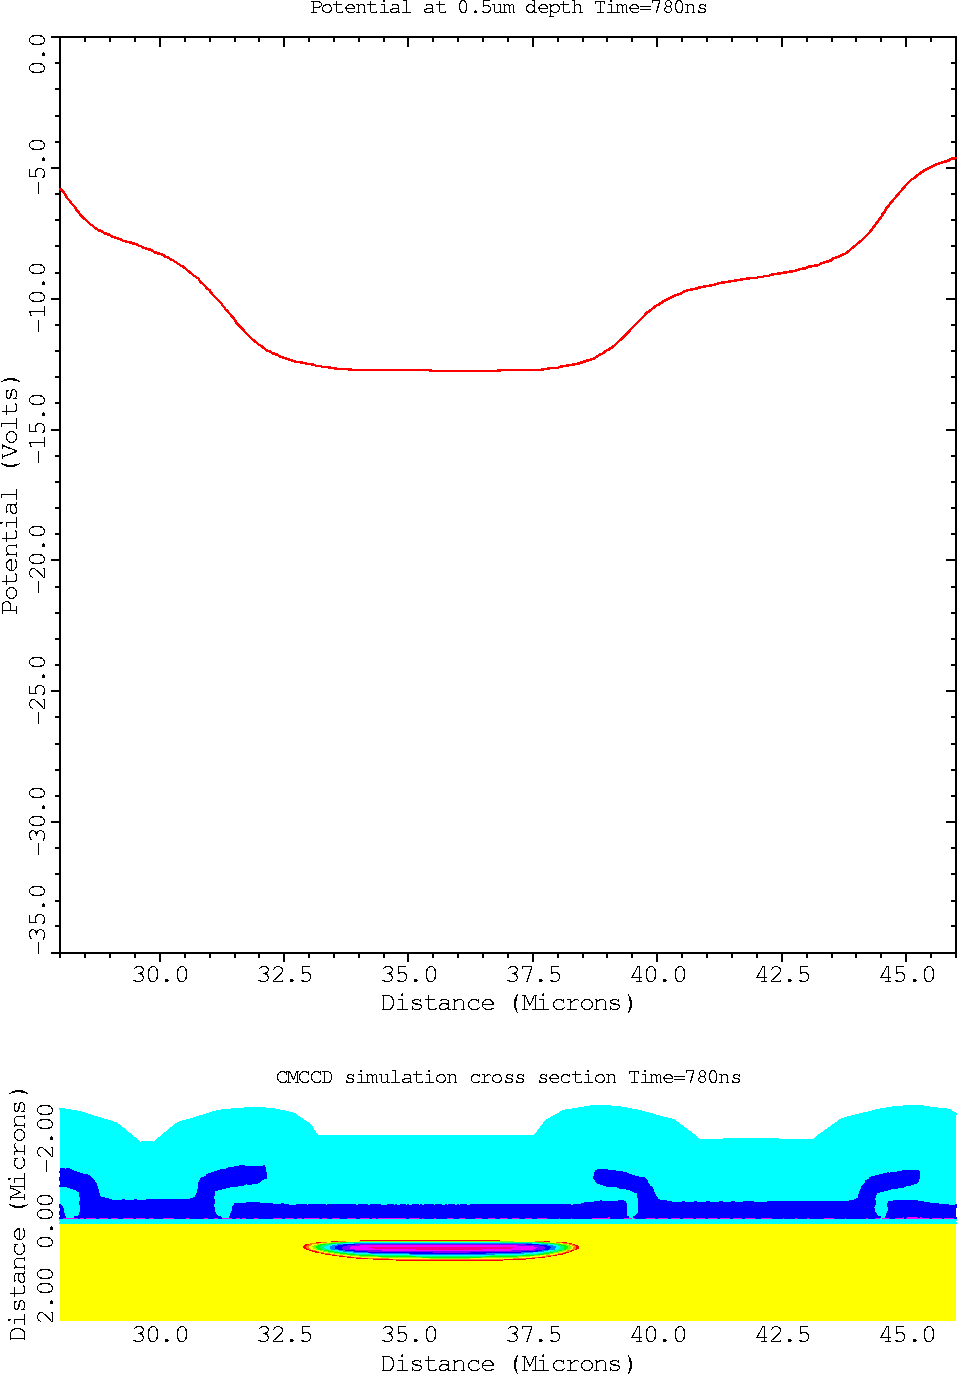 Potential at 0.5um depth Time=780ns
0.0
-5.0
-10.0
-15.0
-20.0
-25.0
-30.0
-35.0
Potential (Volts)
30.0 32.5 35.0 37.5 40.0 42.5 45.0
Distance (Microns)
CMCCD simulation cross section Time=780ns
-2.00
0.00
2.00
Distance (Microns)
30.0 32.5 35.0 37.5 40.0 42.5 45.0
Distance (Microns)